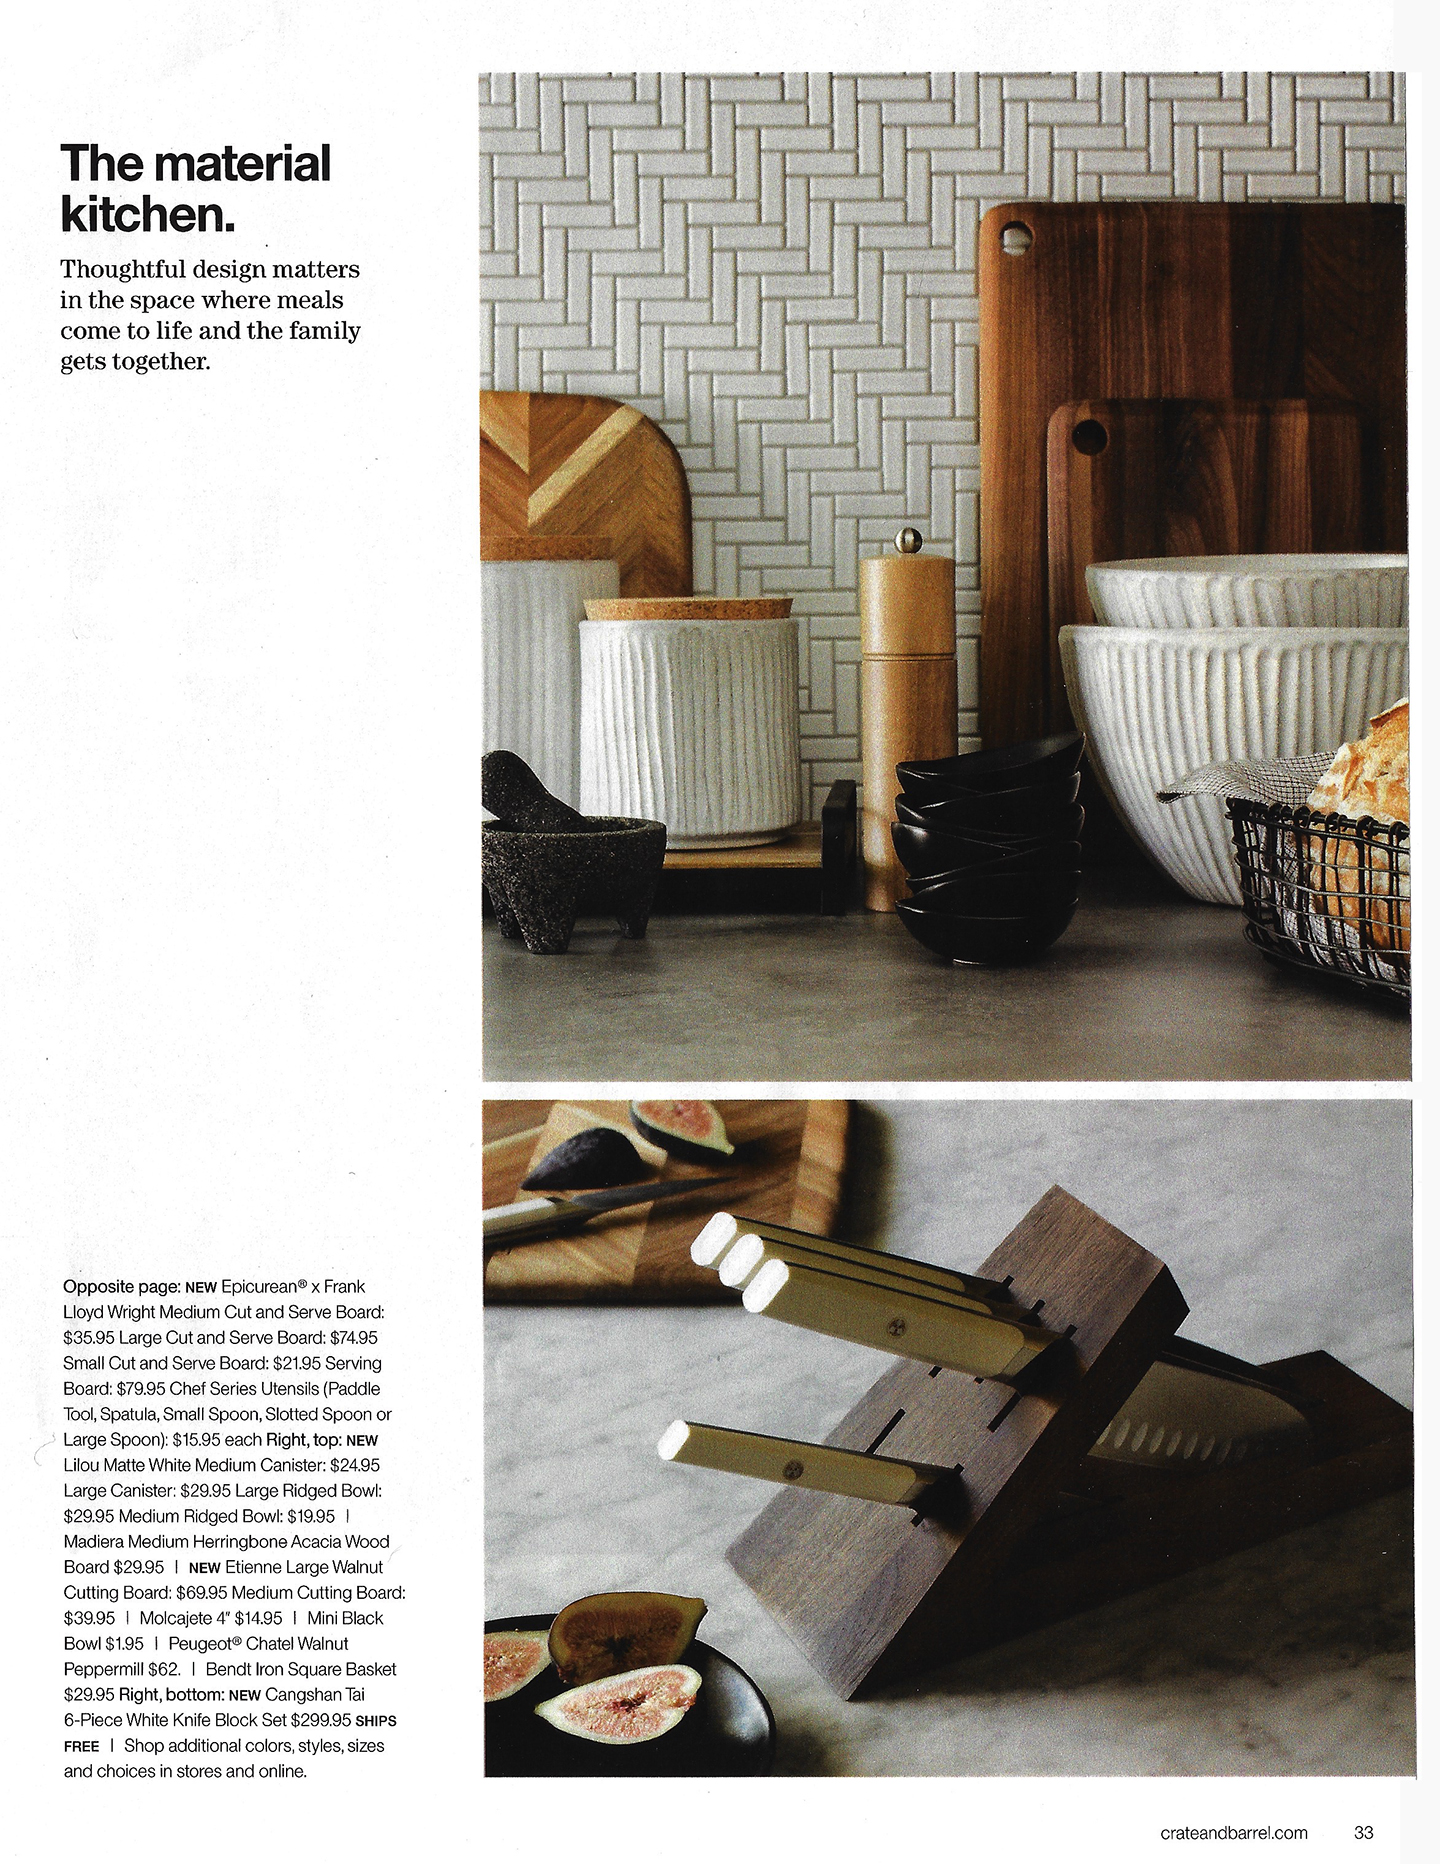 The material
kitchen.
Thoughtful design matters
in the space where meals
come to life and the family
gets together.
Opposite page: NEW Epicurean® x Frank
Lloyd Wright Medium Cut and Serve Board:
$35.95 Large Cut and Serve Board: $74.95
Small Cut and Serve Board: $21.95 Serving
Board: $79.95 Chef Series Utensils (Paddle
Tool, Spatula, Small Spoon, Slotted Spoon or
Large Spoon): $15.95 each Right, top: NEW
Lilou Matte White Medium Canister: $24.95
Large Canister: $29.95 Large Ridged Bowl:
$29.95 Medium Ridged Bowl: $19.95 |
Madiera Medium Herringbone Acacia Wood
Board $29.95 | NEW Etienne Large Walnut
Cutting Board: $69.95 Medium Cutting Board:
$39.95 | Molcajete 4" $14.95 | Mini Black
Bowl $1.95 | Peugeot® Chatel Walnut
Peppermill $62. | Bendt Iron Square Basket
$29.95 Right, bottom: NEW Cangshan Tai
6-Piece White Knife Block Set $299.95 SHIPS
FREE | Shop additional colors, styles, sizes
and choices in stores and online.
crateandbarrel.com 33